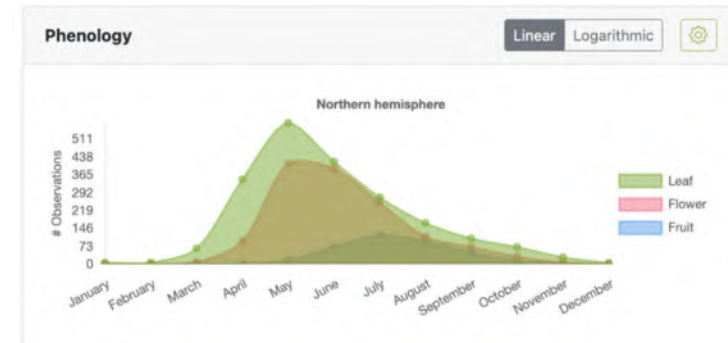 Phenology
Linear Logarithmic
Northern hemisphere
# Observations
511
438
365
292
219
146
73
0
January February March April May June July August September October November December
Leaf
Flower
Fruit